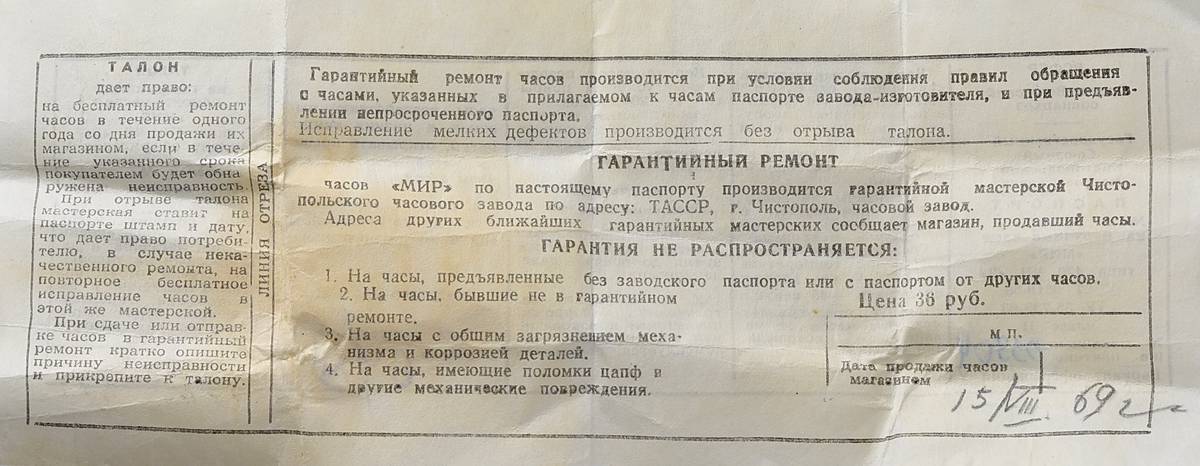 ТАЛОН
дает право:
на бесплатный ремонт
часов в течение одного
года со дня продажи их
магазином, если в тече-
ние указанного срока
покупателем будет обна
ружена неисправность.
При отрыве талона
мастерская ставит на
паспорте штамп и дату,
что дает право потреби-
телю, в случае нека-
чественного ремонта, на
повторное бесплатное
исправление часов в
этой же мастерской.
При сдаче или отправ-
ке часов в гарантийный
ремонт кратко опишите
причину неисправности
и прикрепите к талону.
ЛИНИЯ ОТРЕЗА
Гарантийный ремонт часов производится при условии соблюдения правил обращения
с часами, указанных в прилагаемом к часам паспорте завода-изготовителя, и при предъяв-
лении непросроченного паспорта.
Исправление мелких дефектов производится без отрыва талона.
ГАРАНТИЙНЫЙ РЕМОНТ
часов «МИР» по настоящему паспорту производится гарантийной мастерской Чисто-
польского часового завода по адресу: ТАССР, г. Чистополь, часовой завод.
Адреса других ближайших гарантийных мастерских сообщает магазин, продавший часы.
ГАРАНТИЯ НЕ РАСПРОСТРАНЯЕТСЯ:
1. На часы, предъявленные без заводского паспорта или с паспортом от других часов.
2. На часы, бывшие не в гарантийном
ремонте.
3. На часы с общим загрязнением меха-
низма и коррозией деталей.
4. На часы, имеющие поломки цапф и
другие механические повреждения.
Цена 36 руб.
М.П.
Дата продажи часов
магазином
15/VIII. 69 г